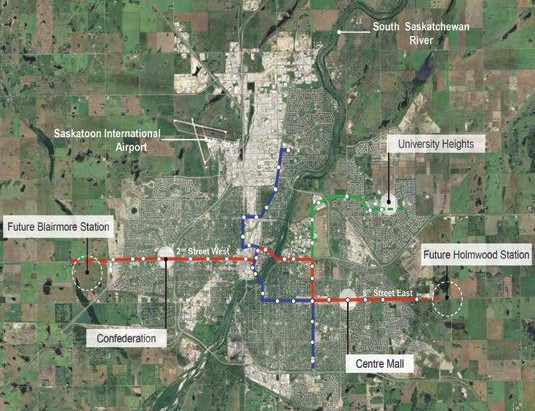 South Saskatchewan
River
Saskatoon International
Airport
University Heights
Future Blairmore Station
2nd Street West
Future Holmwood Station
8th Street East
Confederation
Centre Mall